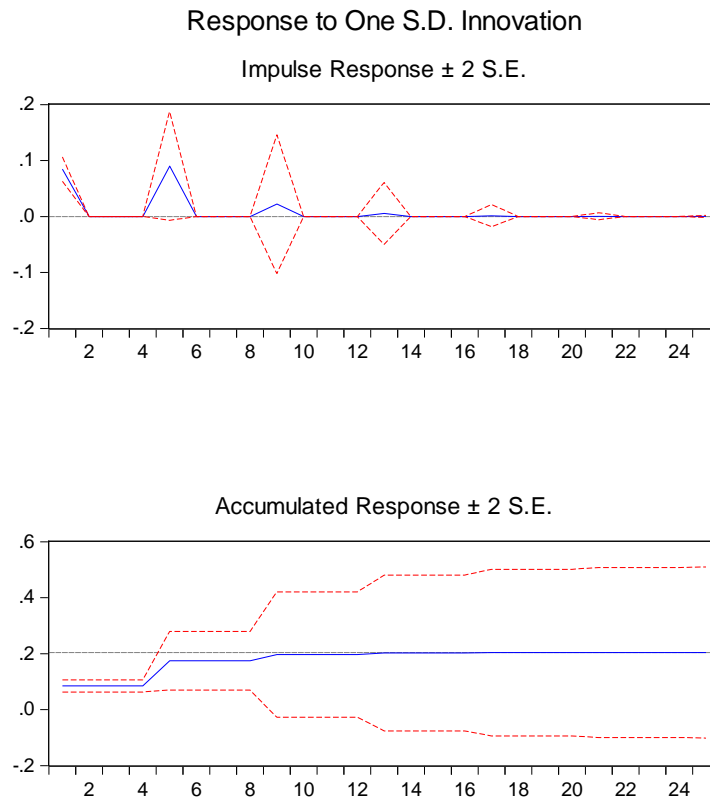 Response to One S.D. Innovation
Impulse Response ± 2 S.E.
.2
.1
.0
-.1
-.2
2 4 6 8 10 12 14 16 18 20 22 24
Accumulated Response ± 2 S.E.
.6
.4
.2
.0
-.2
2 4 6 8 10 12 14 16 18 20 22 24